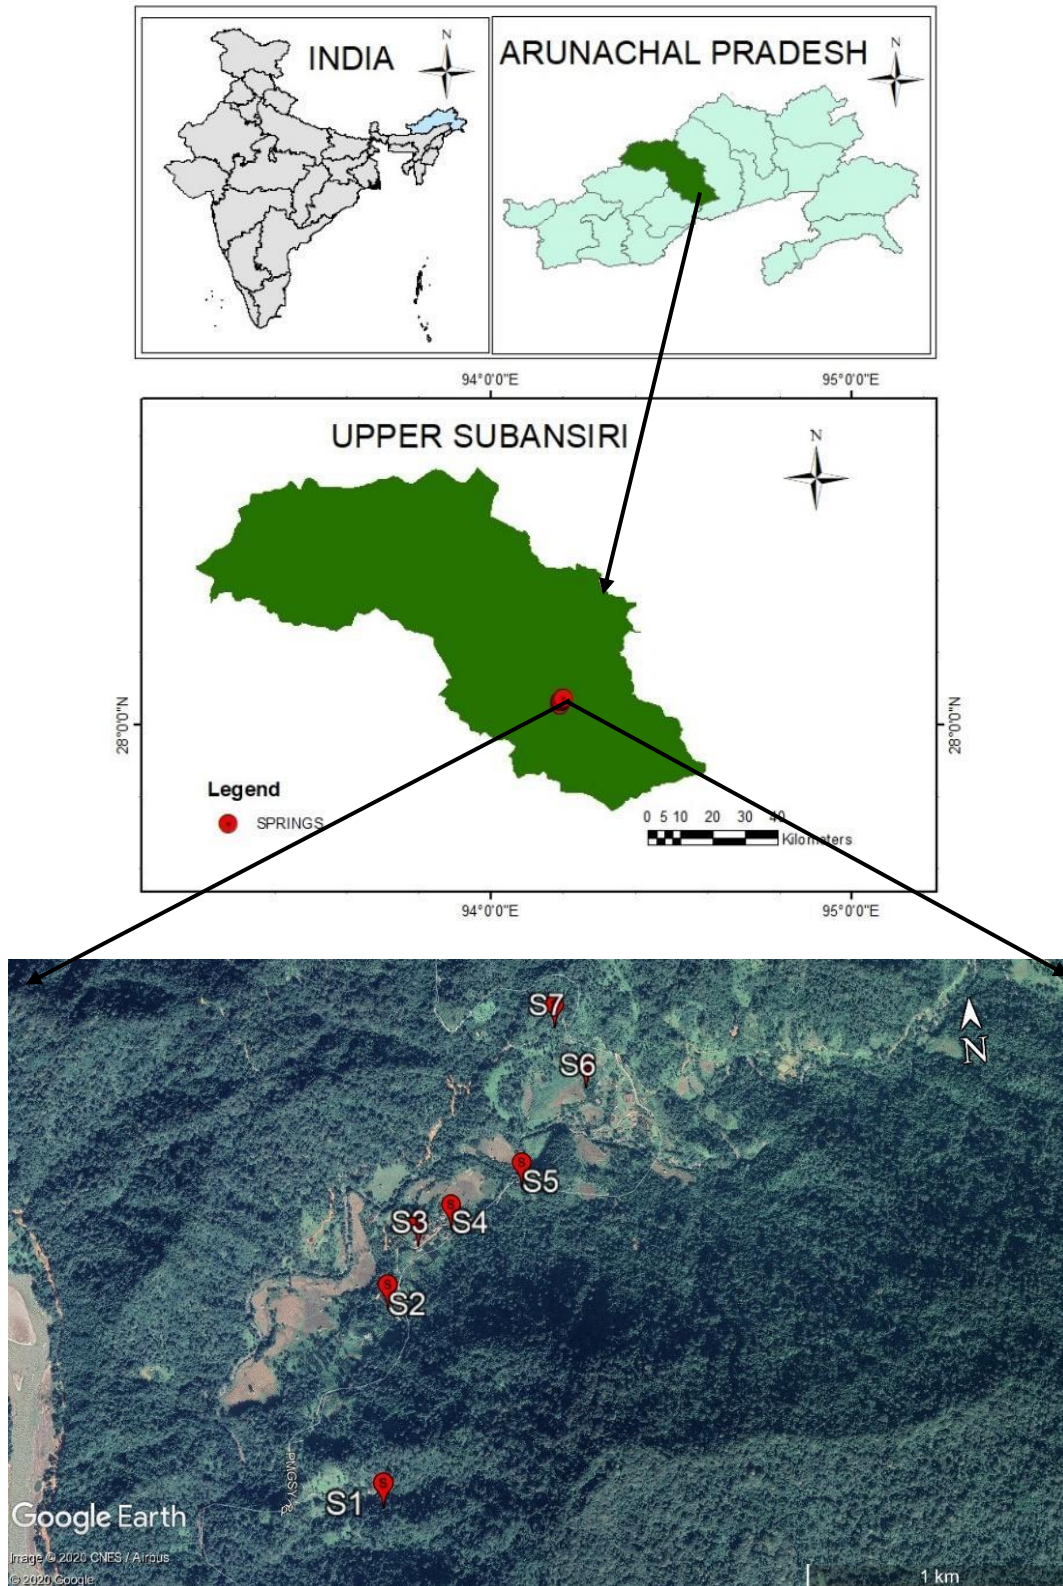 INDIA
N
ARUNACHAL PRADESH
N
94°0'0"E
95°0'0"E
UPPER SUBANSIRI
N
28°0'0"N
28°0'0"N
Legend
SPRINGS
0 5 10 20 30 40
Kilometers
94°0'0"E
95°0'0"E
S7
N
S6
S
S5
S
S3
S4
S
S2
PMGSY Rd
S
S1
Google Earth
Image © 2020 CNES / Airbus
© 2020 Google
1 km